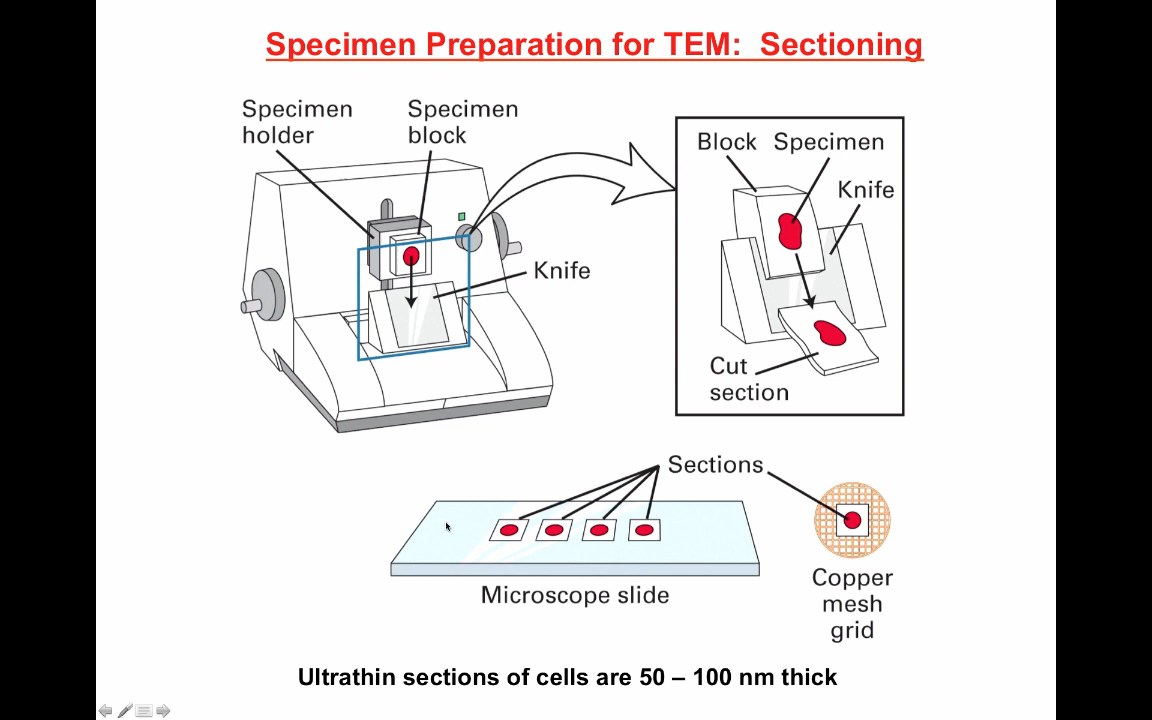 Specimen Preparation for TEM:  Sectioning
Specimen
holder
Specimen
block
Knife
Block
Specimen
Knife
Cut
section
Sections
Microscope slide
Copper
mesh
grid
Ultrathin sections of cells are 50 – 100 nm thick